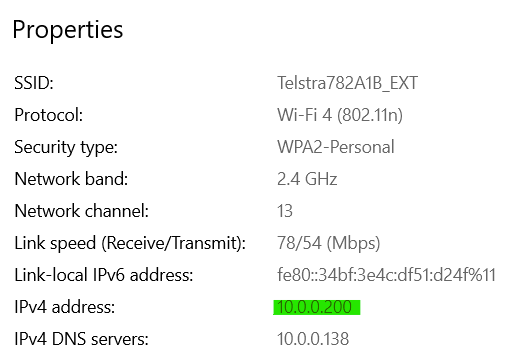 Properties
SSID: Telstra782A1B_EXT
Protocol: Wi-Fi 4 (802.11n)
Security type: WPA2-Personal
Network band: 2.4 GHz
Network channel: 13
Link speed (Receive/Transmit): 78/54 (Mbps)
Link-local IPv6 address: fe80::34bf:3e4c:df51:d24f%11
IPv4 address: 10.0.0.200
IPv4 DNS servers: 10.0.0.138